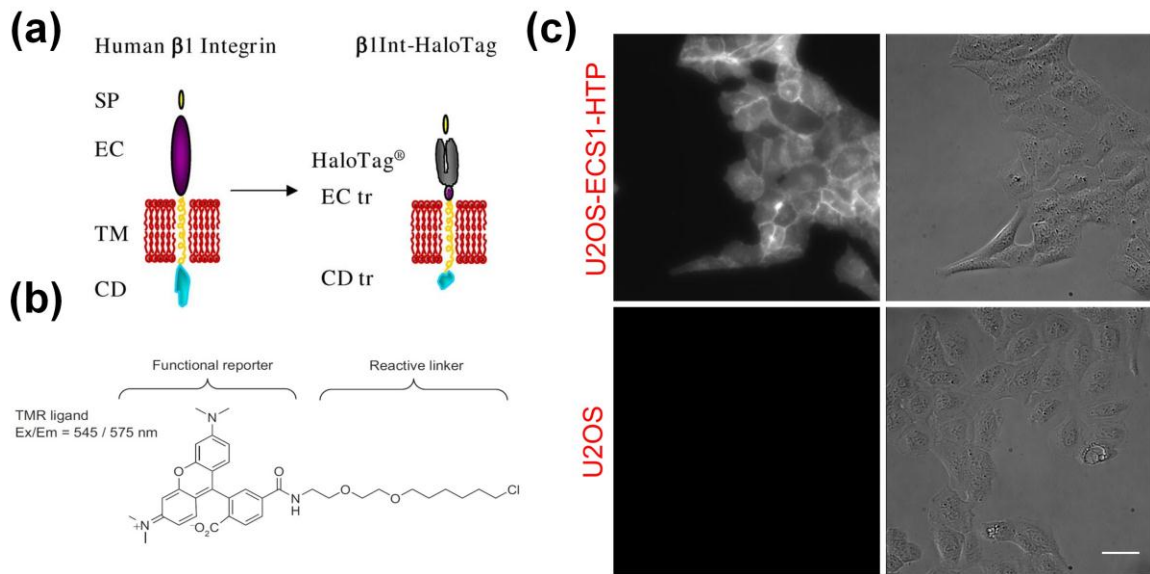 (a)
Human β1 Integrin
β1Int-HaloTag
SP
EC
TM
CD
HaloTag®
EC tr
CD tr
(b)
Functional reporter
Reactive linker
TMR ligand
Ex/Em = 545 / 575 nm
N
O
N
+
⁻O₂C
O
N
H
O
O
Cl
(c)
U2OS-ECS1-HTP
U2OS